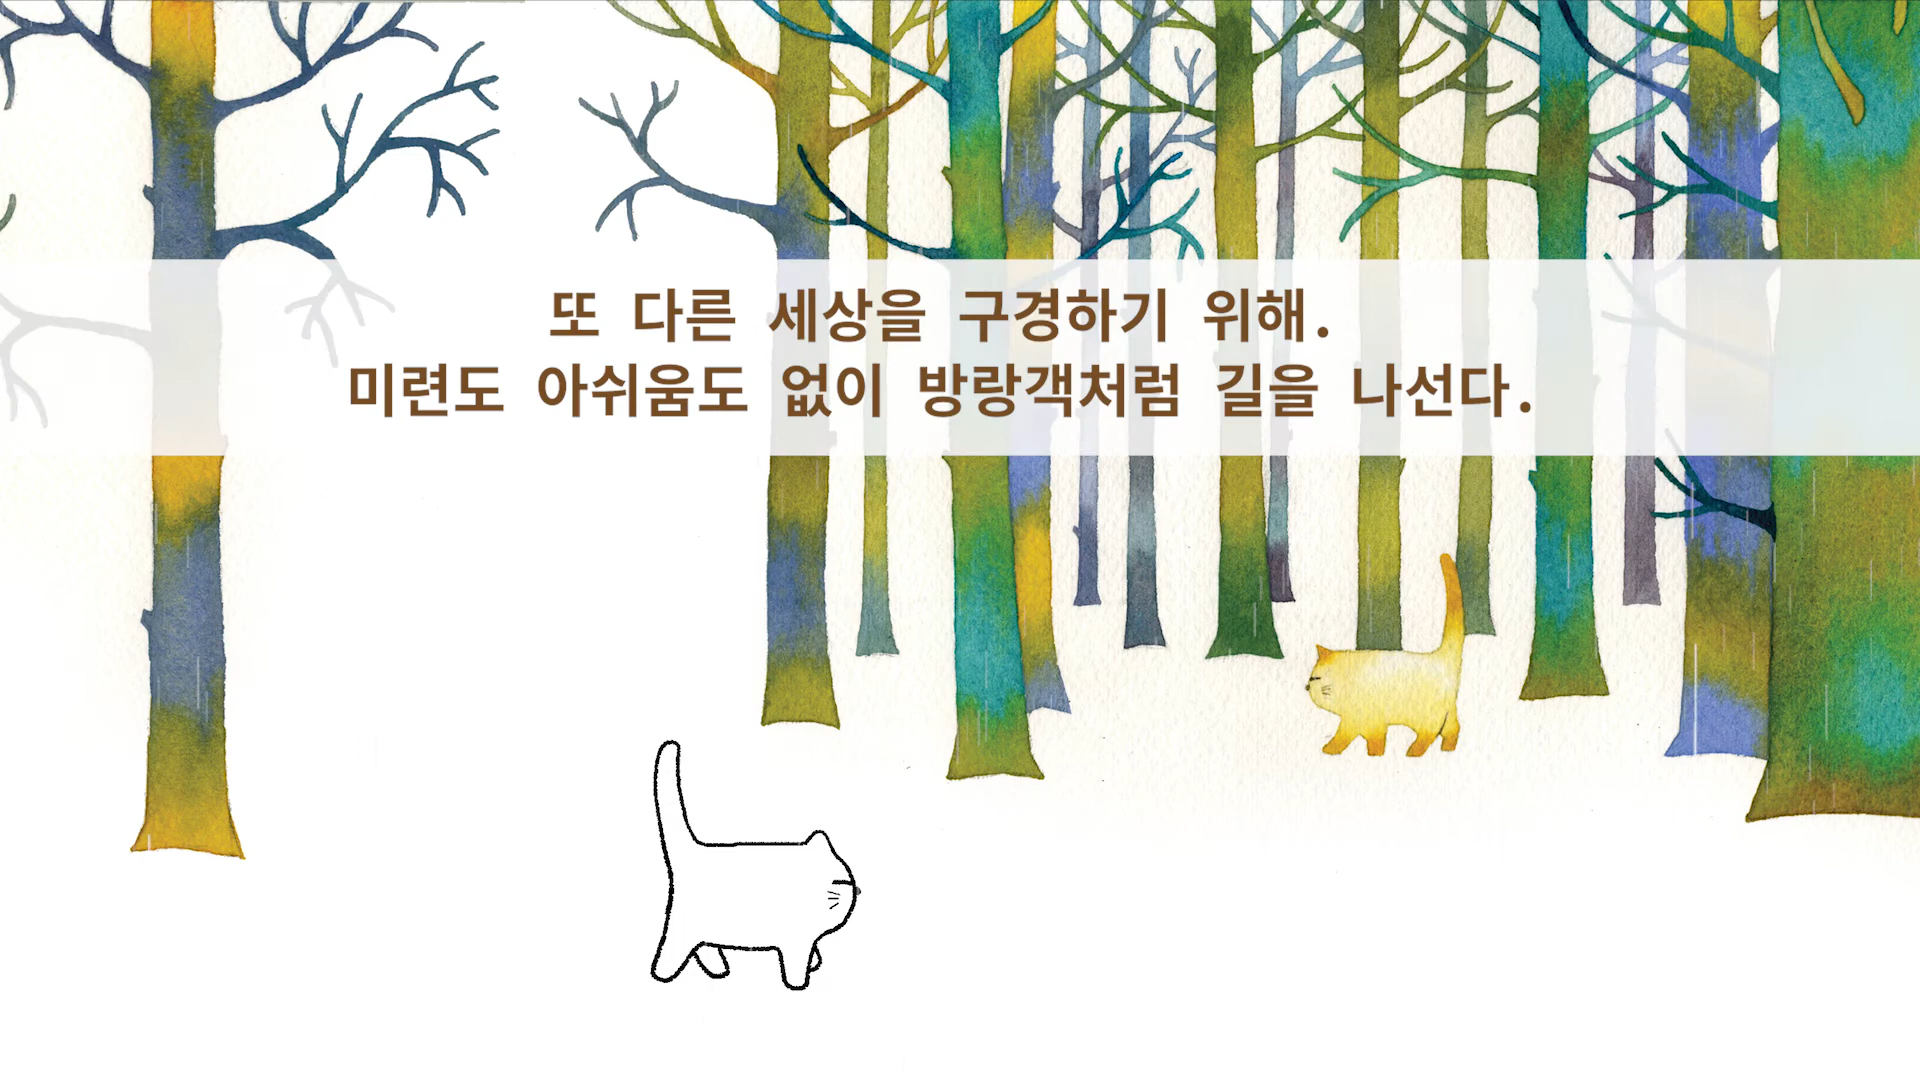 또 다른 세상을 구경하기 위해.
미련도 아쉬움도 없이 방랑객처럼 길을 나선다.